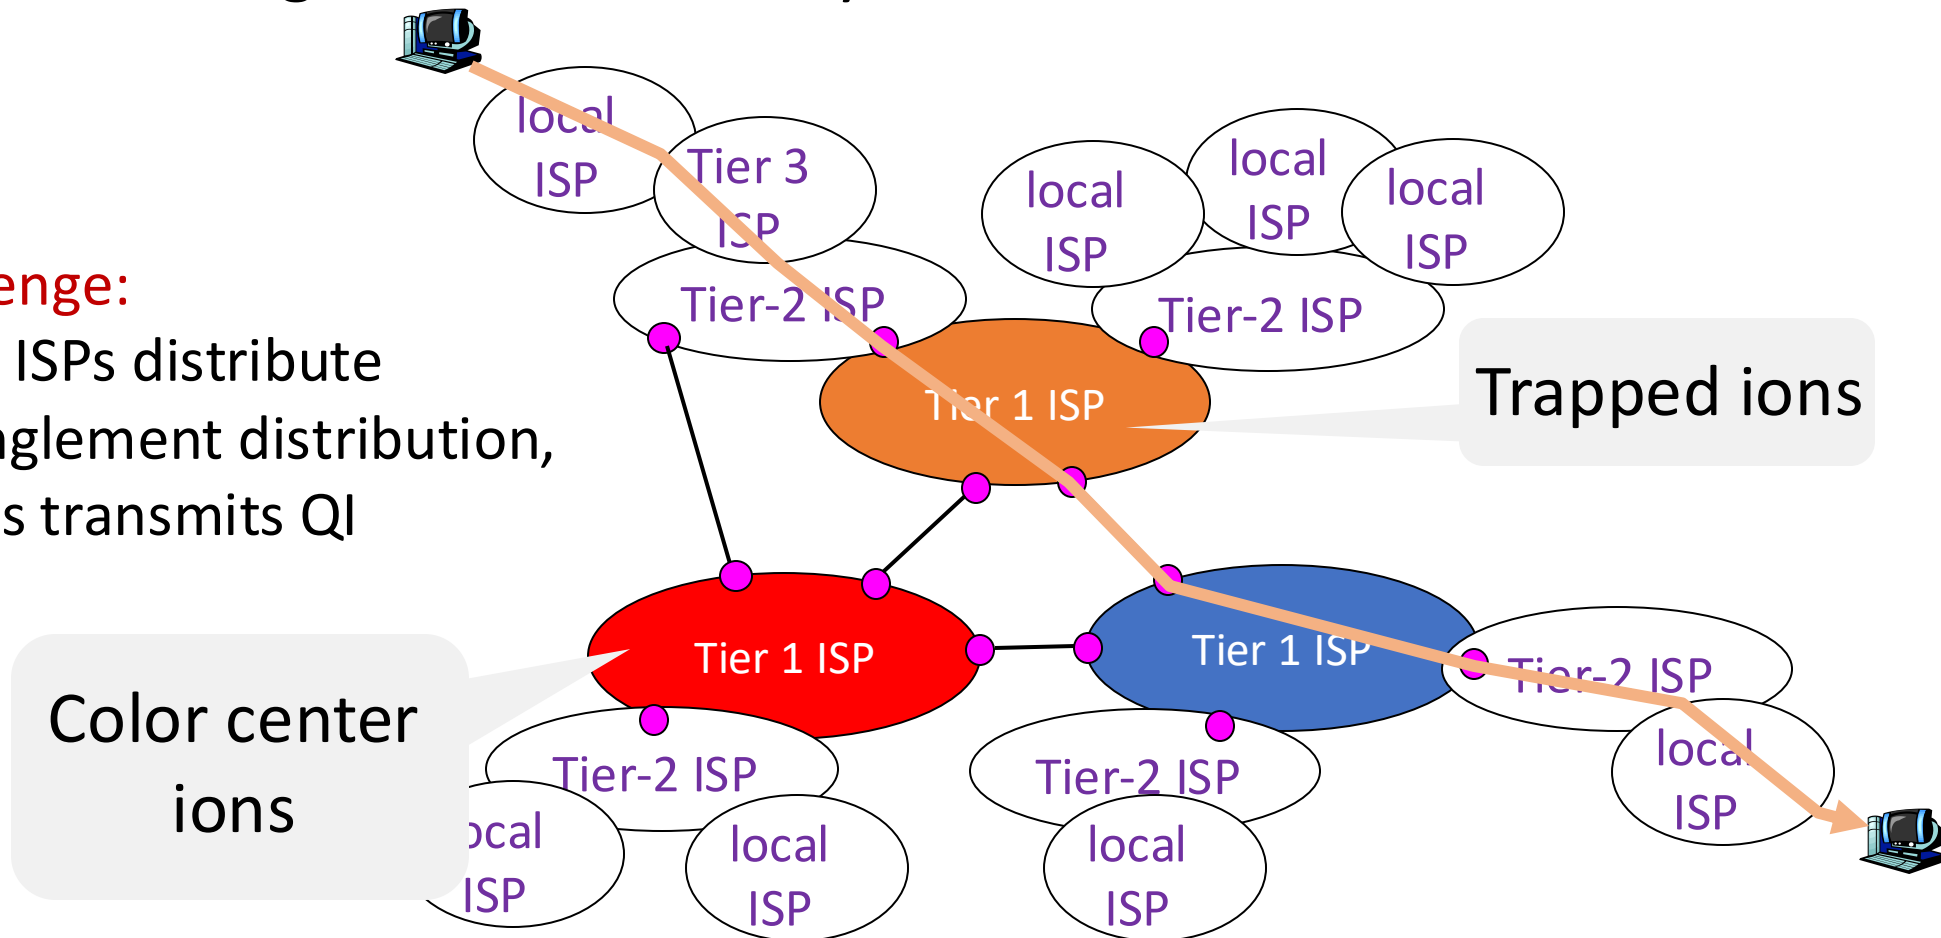 local
ISP
Tier 3
ISP
local
ISP
local
ISP
local
ISP
enge:
ISPs distribute
nglement distribution,
s transmits QI
Tier-2 ISP
Tier-2 ISP
Tier 1 ISP
Trapped ions
Tier 1 ISP
Tier 1 ISP
Tier-2 ISP
local
ISP
Color center
ions
Tier-2 ISP
Tier-2 ISP
ocal
ISP
local
ISP
local
ISP